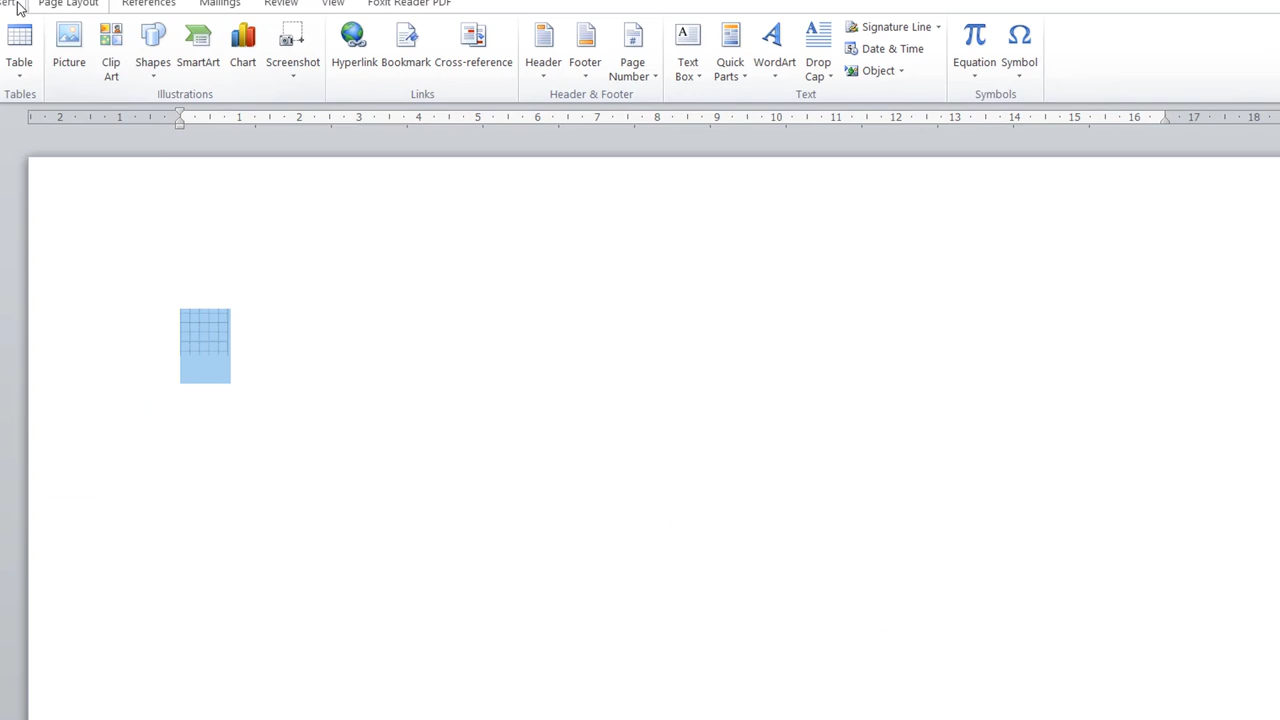 sert Page Layout References Mailings Review View Foxit Reader PDF
Table Picture Clip Art Shapes SmartArt Chart Screenshot Hyperlink Bookmark Cross-reference Header Footer Page Number Text Box Quick Parts WordArt Drop Cap Signature Line Equation Symbol
Date & Time
Object
Tables Illustrations Links Header & Footer Text Symbols
2 1 1 2 3 4 5 6 7 8 9 10 11 12 13 14 15 16 17 18